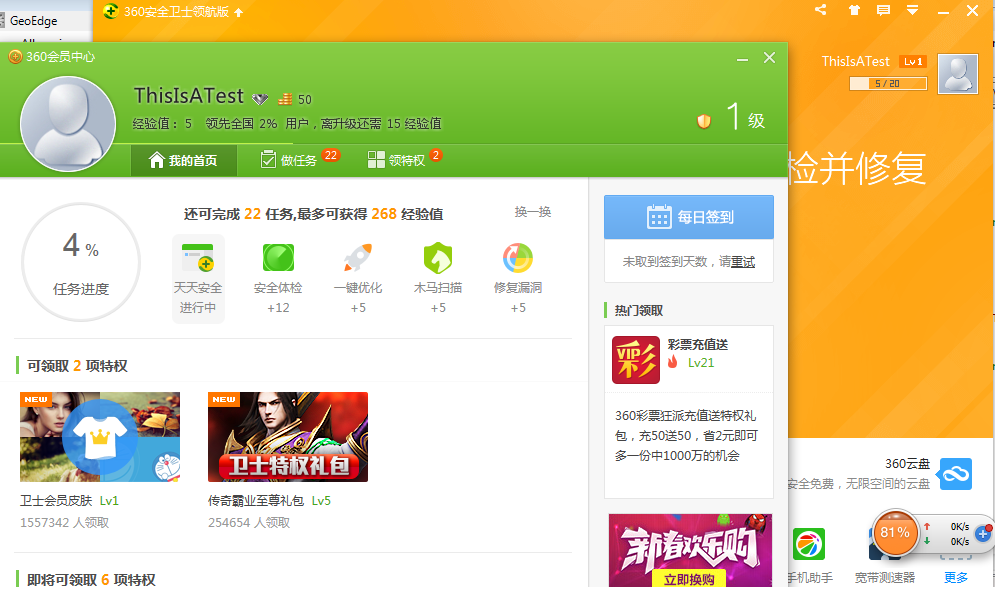 GeoEdge
360安全卫士领航版
360会员中心
ThisIsATest
Lv1
5 / 20
ThisIsATest 50
经验值： 5 领先全国 2% 用户，离升级还需 15 经验值
1 级
我的首页
做任务 22
领特权 2
检并修复
4 %
任务进度
还可完成 22 任务,最多可获得 268 经验值
换一换
天天安全
进行中
安全体检
+12
一键优化
+5
木马扫描
+5
修复漏洞
+5
每日签到
未取到签到天数，请重试
热门领取
VIP彩
彩票充值送
Lv21
360彩票狂派充值送特权礼
包，充50送50，省2元即可
多一份中1000万的机会
可领取 2 项特权
NEW
NEW
卫士特权礼包
卫士会员皮肤 Lv1
1557342 人领取
传奇霸业至尊礼包 Lv5
254654 人领取
即将可领取 6 项特权
新春欢乐购
立即换购
360云盘
安全免费，无限空间的云盘
81%
0K/s
0K/s
手机助手
宽带测速器
更多